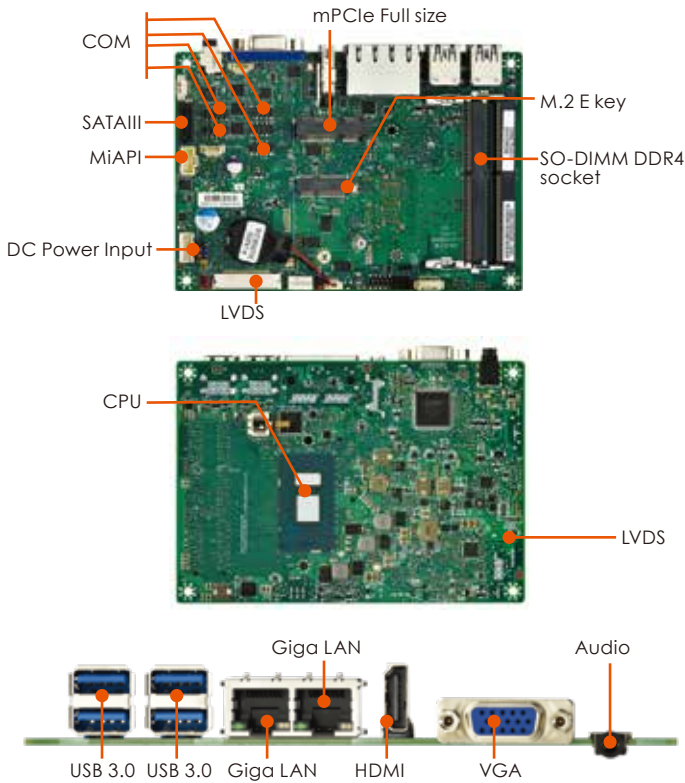 mPCIe Full size
COM
M.2 E key
SATAIII
MiAPI
SO-DIMM DDR4
socket
DC Power Input
LVDS
CPU
LVDS
Giga LAN
Audio
USB 3.0
USB 3.0
Giga LAN
HDMI
VGA